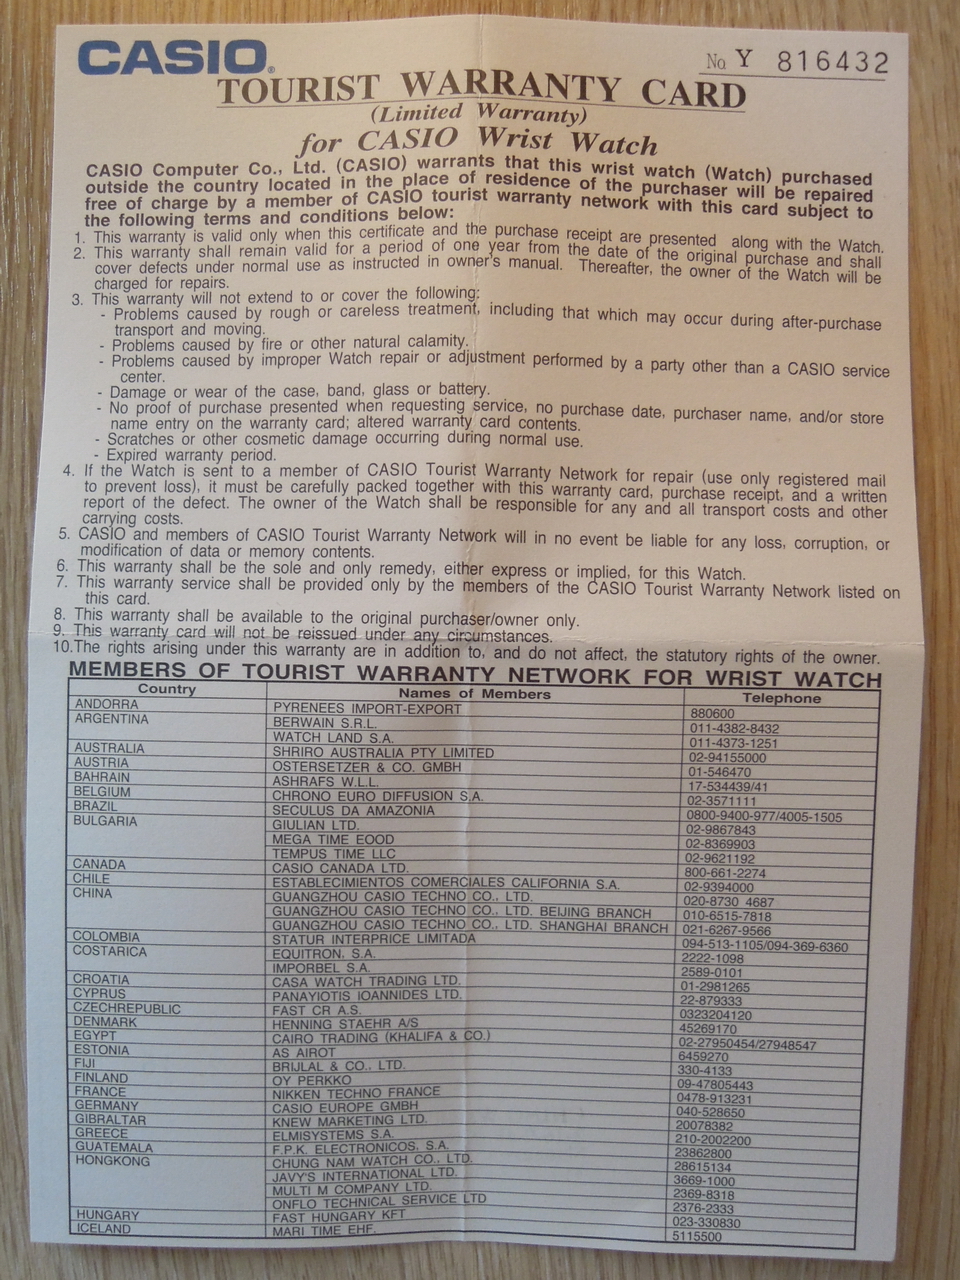 CASIO®
No Y 816432
TOURIST WARRANTY CARD
(Limited Warranty)
for CASIO Wrist Watch
CASIO Computer Co., Ltd. (CASIO) warrants that this wrist watch (Watch) purchased
outside the country located in the place of residence of the purchaser will be repaired
free of charge by a member of CASIO tourist warranty network with this card subject to
the following terms and conditions below:
1. This warranty is valid only when this certificate and the purchase receipt are presented along with the Watch.
2. This warranty shall remain valid for a period of one year from the date of the original purchase and shall
cover defects under normal use as instructed in owner's manual. Thereafter, the owner of the Watch will be
charged for repairs.
3. This warranty will not extend to or cover the following:
- Problems caused by rough or careless treatment, including that which may occur during after-purchase
transport and moving.
- Problems caused by fire or other natural calamity.
- Problems caused by improper Watch repair or adjustment performed by a party other than a CASIO service
center.
- Damage or wear of the case, band, glass or battery.
- No proof of purchase presented when requesting service, no purchase date, purchaser name, and/or store
name entry on the warranty card; altered warranty card contents.
- Scratches or other cosmetic damage occurring during normal use.
- Expired warranty period.
4. If the Watch is sent to a member of CASIO Tourist Warranty Network for repair (use only registered mail
to prevent loss), it must be carefully packed together with this warranty card, purchase receipt, and a written
report of the defect. The owner of the Watch shall be responsible for any and all transport costs and other
carrying costs.
5. CASIO and members of CASIO Tourist Warranty Network will in no event be liable for any loss, corruption, or
modification of data or memory contents.
6. This warranty shall be the sole and only remedy, either express or implied, for this Watch.
7. This warranty service shall be provided only by the members of the CASIO Tourist Warranty Network listed on
this card.
8. This warranty shall be available to the original purchaser/owner only.
9. This warranty card will not be reissued under any circumstances.
10.The rights arising under this warranty are in addition to, and do not affect, the statutory rights of the owner.
MEMBERS OF TOURIST WARRANTY NETWORK FOR WRIST WATCH
Country Names of Members Telephone
ANDORRA PYRENEES IMPORT-EXPORT 880600
ARGENTINA BERWAIN S.R.L. 011-4382-8432
WATCH LAND S.A. 011-4373-1251
AUSTRALIA SHRIRO AUSTRALIA PTY LIMITED 02-94155000
AUSTRIA OSTERSETZER & CO. GMBH 01-546470
BAHRAIN ASHRAFS W.L.L. 17-534439/41
BELGIUM CHRONO EURO DIFFUSION S.A. 02-3571111
BRAZIL SECULUS DA AMAZONIA 0800-9400-977/4005-1505
BULGARIA GIULIAN LTD. 02-9867843
MEGA TIME EOOD 02-8369903
TEMPUS TIME LLC 02-9621192
CANADA CASIO CANADA LTD. 800-661-2274
CHILE ESTABLECIMIENTOS COMERCIALES CALIFORNIA S.A. 02-9394000
CHINA GUANGZHOU CASIO TECHNO CO., LTD. 020-8730 4687
GUANGZHOU CASIO TECHNO CO., LTD. BEIJING BRANCH 010-6515-7818
GUANGZHOU CASIO TECHNO CO., LTD. SHANGHAI BRANCH 021-6267-9566
COLOMBIA STATUR INTERPRICE LIMITADA 094-513-1105/094-369-6360
COSTARICA EQUITRON, S.A. 2222-1098
IMPORBEL S.A. 2589-0101
CROATIA CASA WATCH TRADING LTD. 01-2981265
CYPRUS PANAYIOTIS IOANNIDES LTD. 22-879333
CZECHREPUBLIC FAST CR A.S. 0323204120
DENMARK HENNING STAEHR A/S 45269170
EGYPT CAIRO TRADING (KHALIFA & CO.) 02-27950454/27948547
ESTONIA AS AIROT 6459270
FIJI BRIJLAL & CO., LTD. 330-4133
FINLAND OY PERKKO 09-47805443
FRANCE NIKKEN TECHNO FRANCE 0478-913231
GERMANY CASIO EUROPE GMBH 040-528650
GIBRALTAR KNEW MARKETING LTD. 20078382
GREECE ELMISYSTEMS S.A. 210-2002200
GUATEMALA F.P.K. ELECTRONICOS, S.A. 23862800
HONGKONG CHUNG NAM WATCH CO., LTD. 28615134
JAVY'S INTERNATIONAL LTD. 3669-1000
MULTI M COMPANY LTD. 2369-8318
ONFLO TECHNICAL SERVICE LTD 2376-2333
HUNGARY FAST HUNGARY KFT 023-330830
ICELAND MARI TIME EHF. 5115500